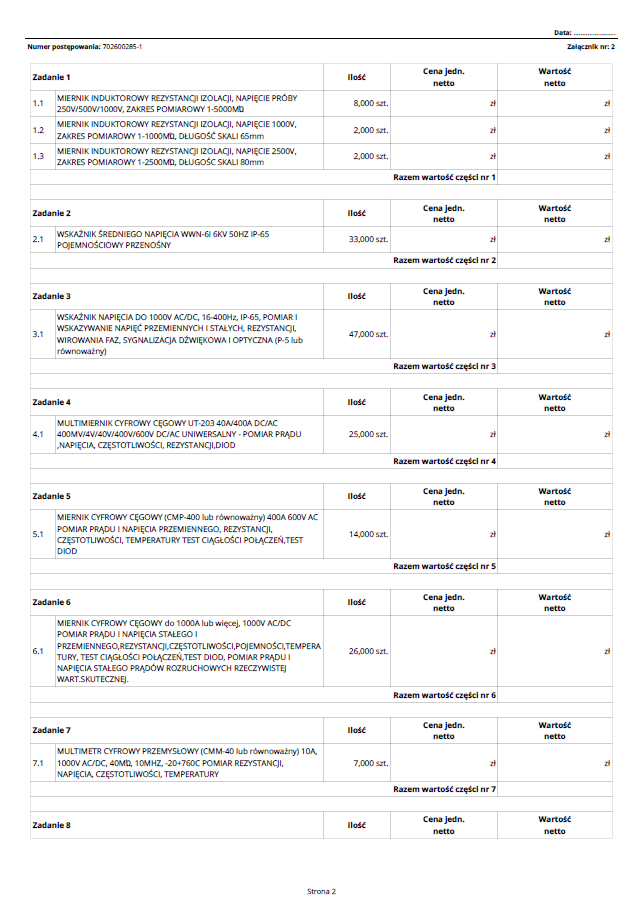 Data: .......................
Numer postępowania: 702600285-1
Załącznik nr: 2
Zadanie 1 Ilość Cena jedn. netto Wartość netto
1.1 MIERNIK INDUKTOROWY REZYSTANCJI IZOLACJI, NAPIĘCIE PRÓBY
250V/500V/1000V, ZAKRES POMIAROWY 1-5000MΩ 8,000 szt. zł zł
1.2 MIERNIK INDUKTOROWY REZYSTANCJI IZOLACJI, NAPIĘCIE 1000V,
ZAKRES POMIAROWY 1-1000MΩ, DŁUGOŚĆ SKALI 65mm 2,000 szt. zł zł
1.3 MIERNIK INDUKTOROWY REZYSTANCJI IZOLACJI, NAPIĘCIE 2500V,
ZAKRES POMIAROWY 1-2500MΩ, DŁUGOŚĆ SKALI 80mm 2,000 szt. zł zł
Razem wartość części nr 1
Zadanie 2 Ilość Cena jedn. netto Wartość netto
2.1 WSKAŹNIK ŚREDNIEGO NAPIĘCIA WWN-6I 6KV 50HZ IP-65
POJEMNOŚCIOWY PRZENOŚNY 33,000 szt. zł zł
Razem wartość części nr 2
Zadanie 3 Ilość Cena jedn. netto Wartość netto
3.1 WSKAŹNIK NAPIĘCIA DO 1000V AC/DC, 16-400Hz, IP-65, POMIAR I
WSKAZYWANIE NAPIĘĆ PRZEMIENNYCH I STAŁYCH, REZYSTANCJI,
WIROWANIA FAZ, SYGNALIZACJA DŹWIĘKOWA I OPTYCZNA (P-5 lub
równoważny) 47,000 szt. zł zł
Razem wartość części nr 3
Zadanie 4 Ilość Cena jedn. netto Wartość netto
4.1 MULTIMIERNIK CYFROWY CĘGOWY UT-203 40A/400A DC/AC
400MV/4V/40V/400V/600V DC/AC UNIWERSALNY - POMIAR PRĄDU
,NAPIĘCIA, CZĘSTOTLIWOŚCI, REZYSTANCJI,DIOD 25,000 szt. zł zł
Razem wartość części nr 4
Zadanie 5 Ilość Cena jedn. netto Wartość netto
5.1 MIERNIK CYFROWY CĘGOWY (CMP-400 lub równoważny) 400A 600V AC
POMIAR PRĄDU I NAPIĘCIA PRZEMIENNEGO, REZYSTANCJI,
CZĘSTOTLIWOŚCI, TEMPERATURY TEST CIĄGŁOŚCI POŁĄCZEŃ,TEST
DIOD 14,000 szt. zł zł
Razem wartość części nr 5
Zadanie 6 Ilość Cena jedn. netto Wartość netto
6.1 MIERNIK CYFROWY CĘGOWY do 1000A lub więcej, 1000V AC/DC
POMIAR PRĄDU I NAPIĘCIA STAŁEGO I
PRZEMIENNEGO,REZYSTANCJI,CZĘSTOTLIWOŚCI,POJEMNOŚCI,TEMPERA
TURY, TEST CIĄGŁOŚCI POŁĄCZEŃ,TEST DIOD, POMIAR PRĄDU I
NAPIĘCIA STAŁEGO PRĄDÓW ROZRUCHOWYCH RZECZYWISTEJ
WART.SKUTECZNEJ. 26,000 szt. zł zł
Razem wartość części nr 6
Zadanie 7 Ilość Cena jedn. netto Wartość netto
7.1 MULTIMETR CYFROWY PRZEMYSŁOWY (CMM-40 lub równoważny) 10A,
1000V AC/DC, 40MΩ, 10MHZ, -20+760C POMIAR REZYSTANCJI,
NAPIĘCIA, CZĘSTOTLIWOŚCI, TEMPERATURY 7,000 szt. zł zł
Razem wartość części nr 7
Zadanie 8 Ilość Cena jedn. netto Wartość netto
Strona 2